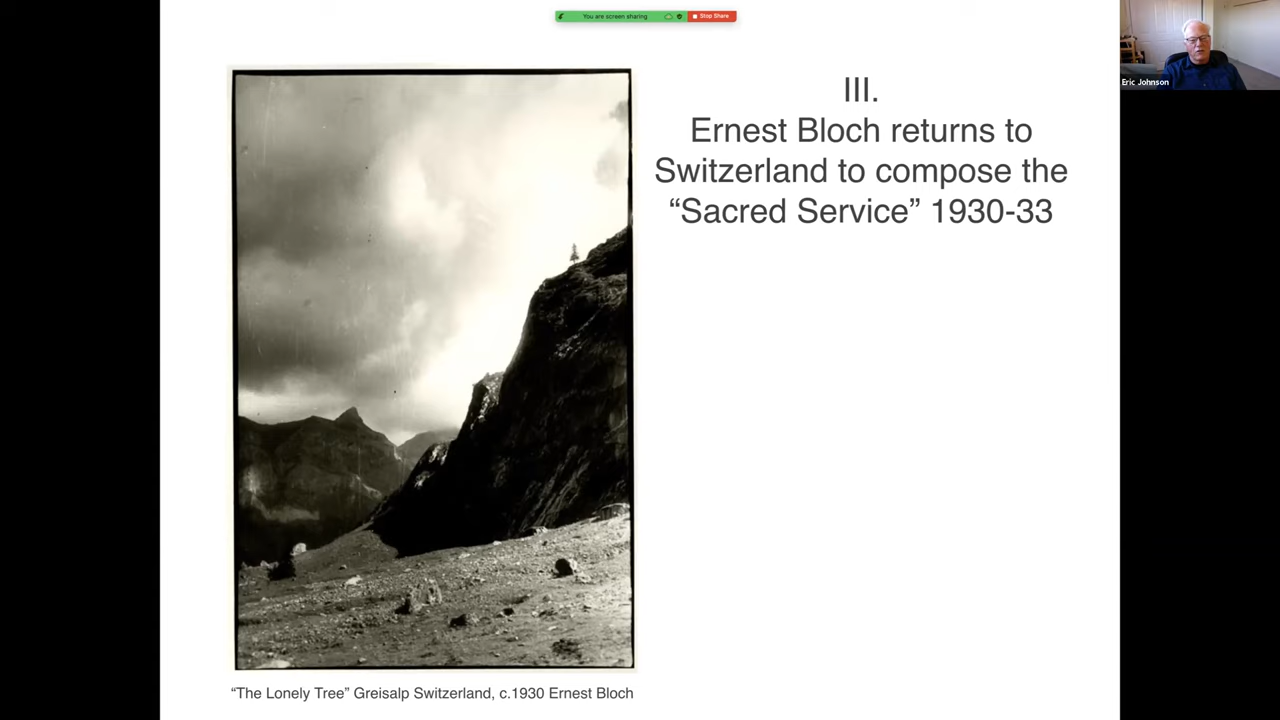 You are screen sharing
Stop Share
Eric Johnson
III.
Ernest Bloch returns to
Switzerland to compose the
“Sacred Service” 1930-33
“The Lonely Tree” Greisalp Switzerland, c.1930 Ernest Bloch